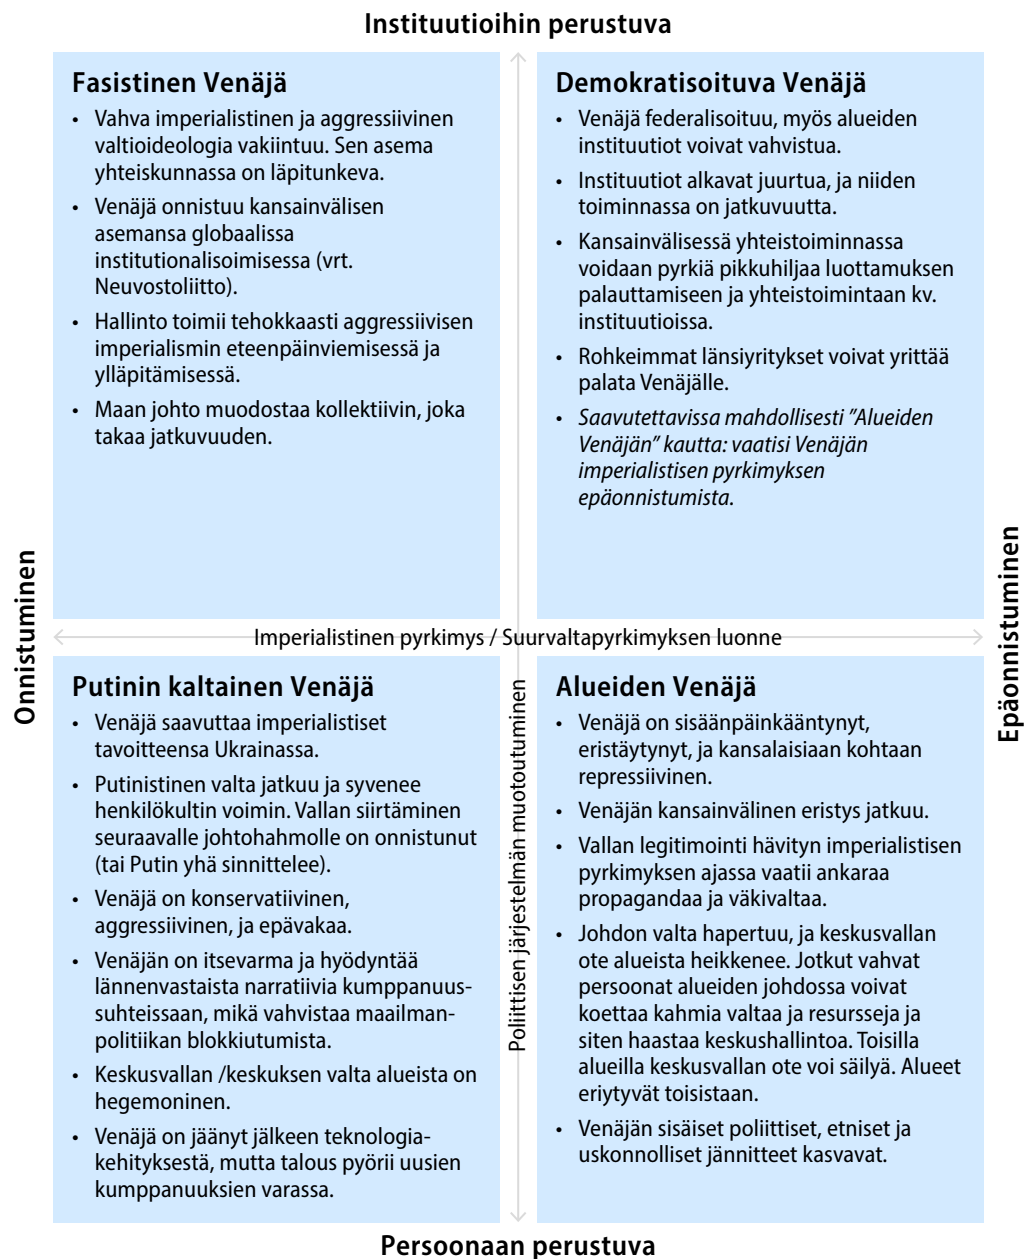 Instituutioihin perustuva
Fasistinen Venäjä
• Vahva imperialistinen ja aggressiivinen
valtioideologia vakiintuu. Sen asema
yhteiskunnassa on läpitunkeva.
• Venäjä onnistuu kansainvälisen
asemansa globaalissa
institutionalisoimisessa (vrt.
Neuvostoliitto).
• Hallinto toimii tehokkaasti aggressiivisen
imperialismin eteenpäinviemisessä ja
ylläpitämisessä.
• Maan johto muodostaa kollektiivin, joka
takaa jatkuvuuden.
Demokratisoituva Venäjä
• Venäjä federalisoituu, myös alueiden
instituutiot voivat vahvistua.
• Instituutiot alkavat juurtua, ja niiden
toiminnassa on jatkuvuutta.
• Kansainvälisessä yhteistoiminnassa
voidaan pyrkiä pikkuhiljaa luottamuksen
palauttamiseen ja yhteistoimintaan kv.
instituutioissa.
• Rohkeimmat länsiyritykset voivat yrittää
palata Venäjälle.
• Saavutettavissa mahdollisesti ”Alueiden
Venäjän” kautta: vaatisi Venäjän
imperialistisen pyrkimyksen
epäonnistumista.
Onnistuminen
Imperialistinen pyrkimys / Suurvaltapyrkimyksen luonne
Epäonnistuminen
Poliittisen järjestelmän muotoutuminen
Putinin kaltainen Venäjä
• Venäjä saavuttaa imperialistiset
tavoitteensa Ukrainassa.
• Putinistinen valta jatkuu ja syvenee
henkilökultin voimin. Vallan siirtäminen
seuraavalle johtohahmolle on onnistunut
(tai Putin yhä sinnittelee).
• Venäjä on konservatiivinen,
aggressiivinen, ja epävakaa.
• Venäjän on itsevarma ja hyödyntää
lännenvastaista narratiivia kumppanuus-
suhteissaan, mikä vahvistaa maailman-
politiikan blokkiutumista.
• Keskusvallan /keskuksen valta alueista on
hegemoninen.
• Venäjä on jäänyt jälkeen teknologia-
kehityksestä, mutta talous pyörii uusien
kumppanuuksien varassa.
Alueiden Venäjä
• Venäjä on sisäänpäinkääntynyt,
eristäytynyt, ja kansalaisiaan kohtaan
repressiivinen.
• Venäjän kansainvälinen eristys jatkuu.
• Vallan legitimointi hävityn imperialistisen
pyrkimyksen ajassa vaatii ankaraa
propagandaa ja väkivaltaa.
• Johdon valta hapertuu, ja keskusvallan
ote alueista heikkenee. Jotkut vahvat
persoonat alueiden johdossa voivat
koettaa kahmia valtaa ja resursseja ja
siten haastaa keskushallintoa. Toisilla
alueilla keskusvallan ote voi säilyä. Alueet
eriytyvät toisistaan.
• Venäjän sisäiset poliittiset, etniset ja
uskonnolliset jännitteet kasvavat.
Persoonaan perustuva